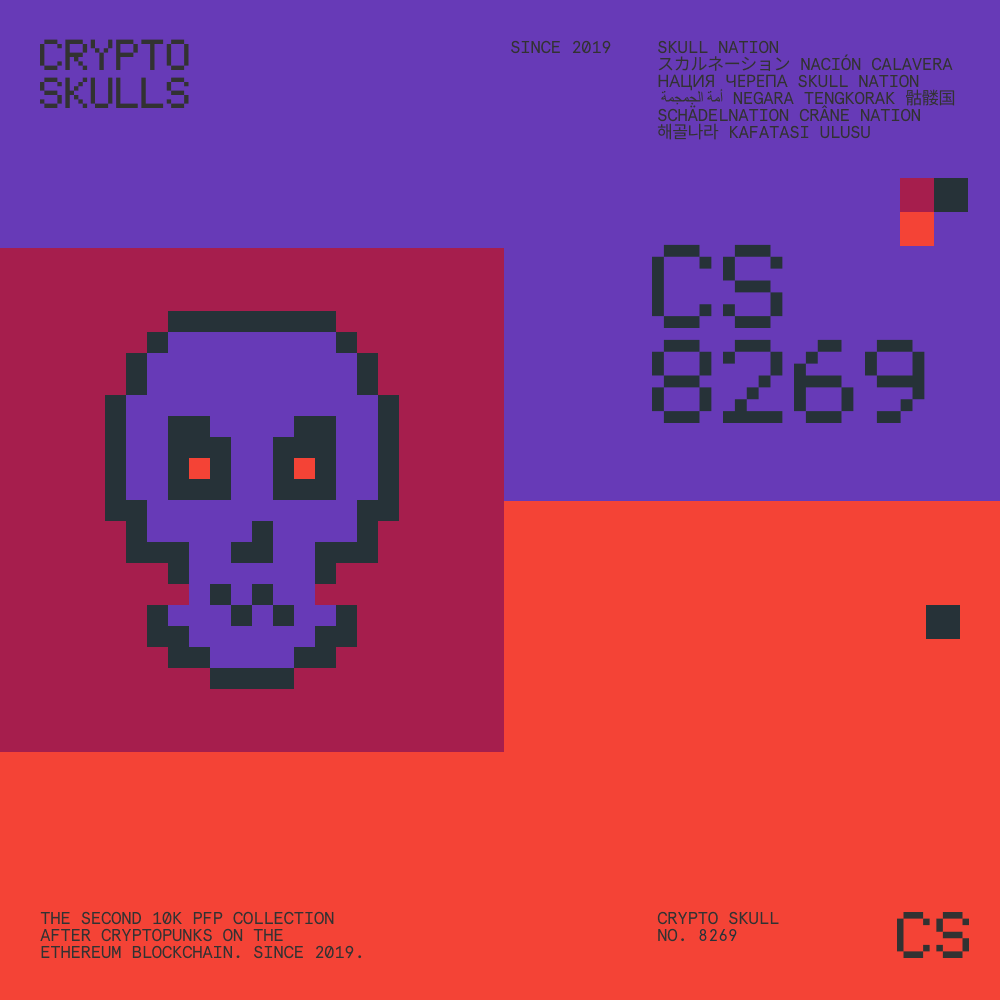 CRYPTO
SKULLS
SINCE 2019
SKULL NATION
スカルネーション NACIÓN CALAVERA
НАЦИЯ ЧЕРЕПА SKULL NATION
أمة الجمجمة NEGARA TENGKORAK 骷髅国
SCHÄDELNATION CRÂNE NATION
해골나라 KAFATASI ULUSU
CS
8269
THE SECOND 10K PFP COLLECTION
AFTER CRYPTOPUNKS ON THE
ETHEREUM BLOCKCHAIN. SINCE 2019.
CRYPTO SKULL
NO. 8269
CS